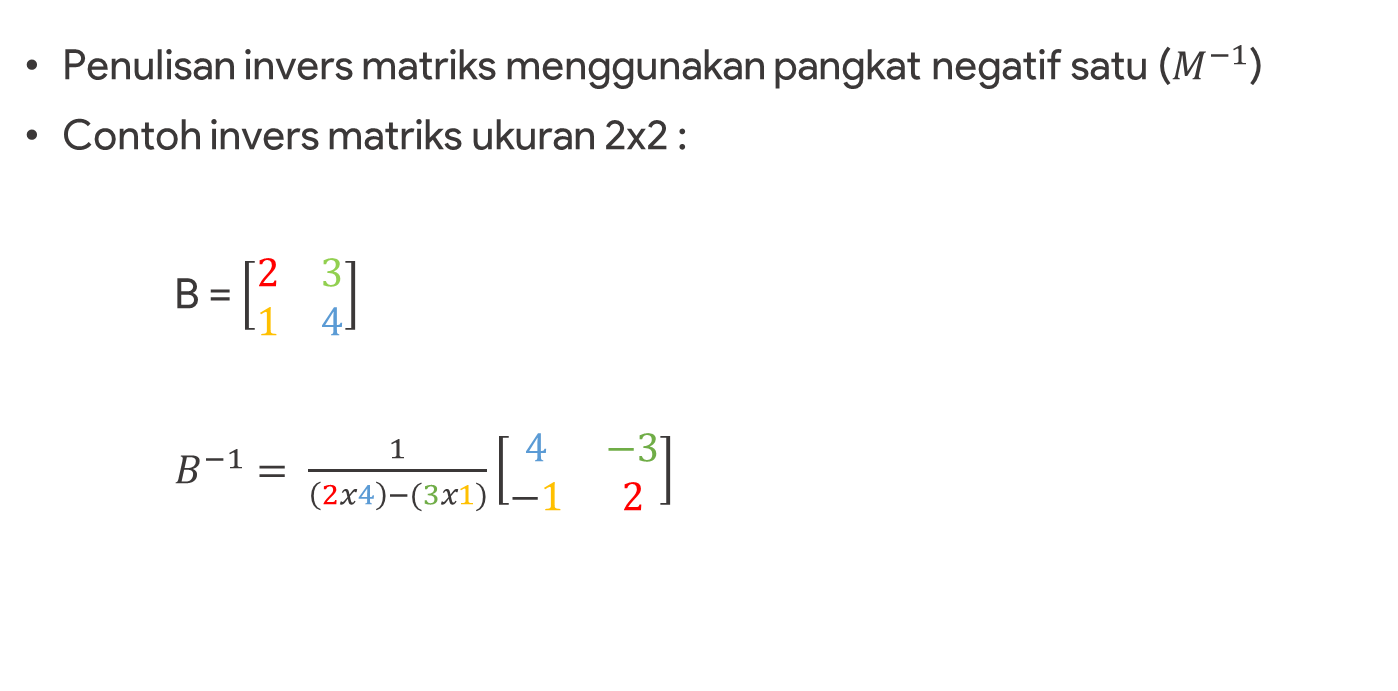 • Penulisan invers matriks menggunakan pangkat negatif satu (M⁻¹)
• Contoh invers matriks ukuran 2x2 :
B = [2 3
1 4]
B⁻¹ = 1/((2x4)−(3x1)) [4 −3
−1 2]